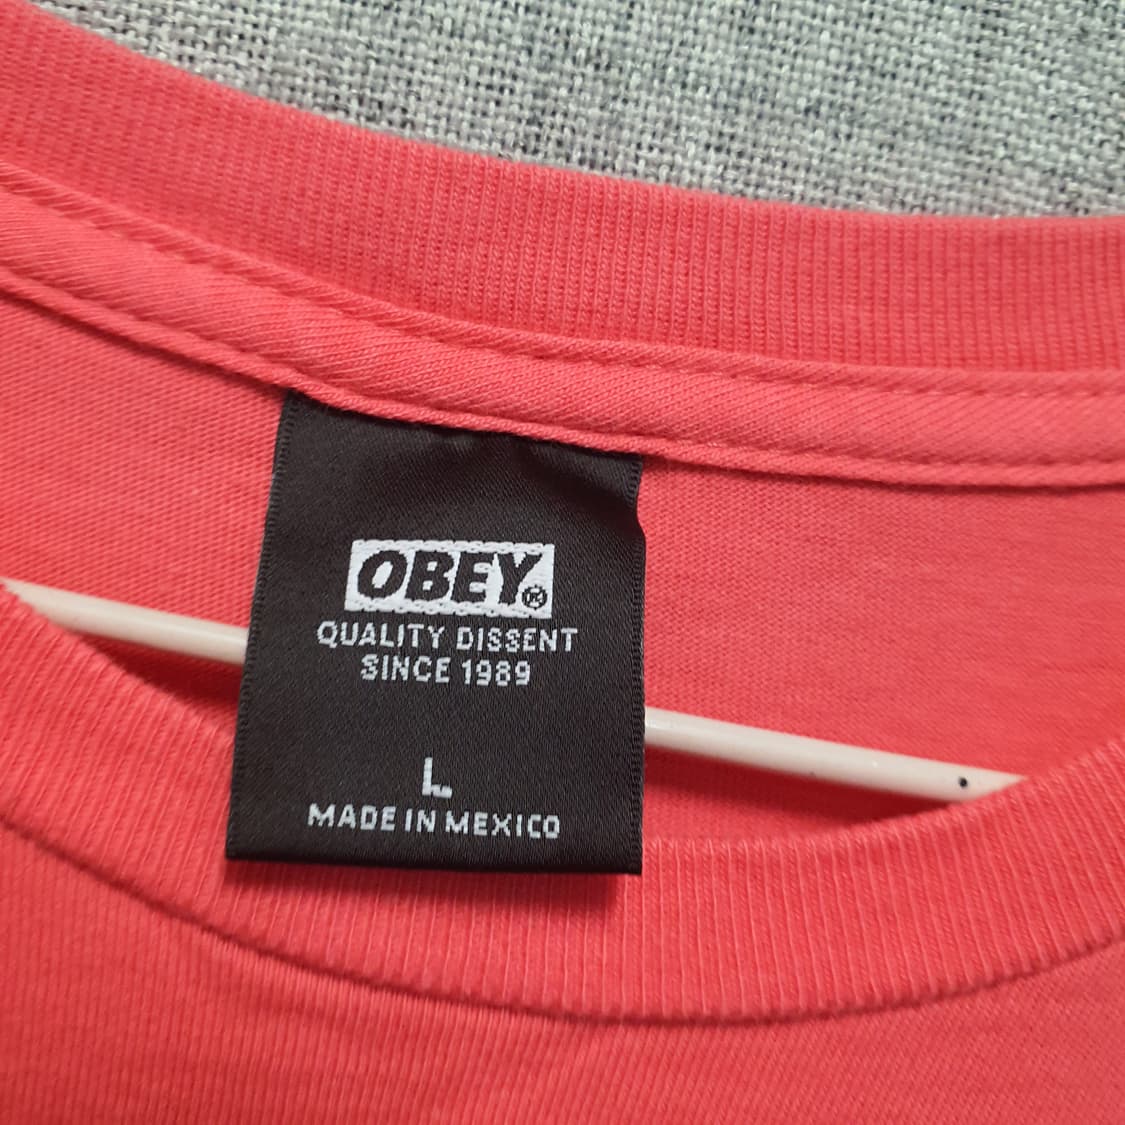 OBEY®
QUALITY DISSENT
SINCE 1989
L
MADE IN MEXICO